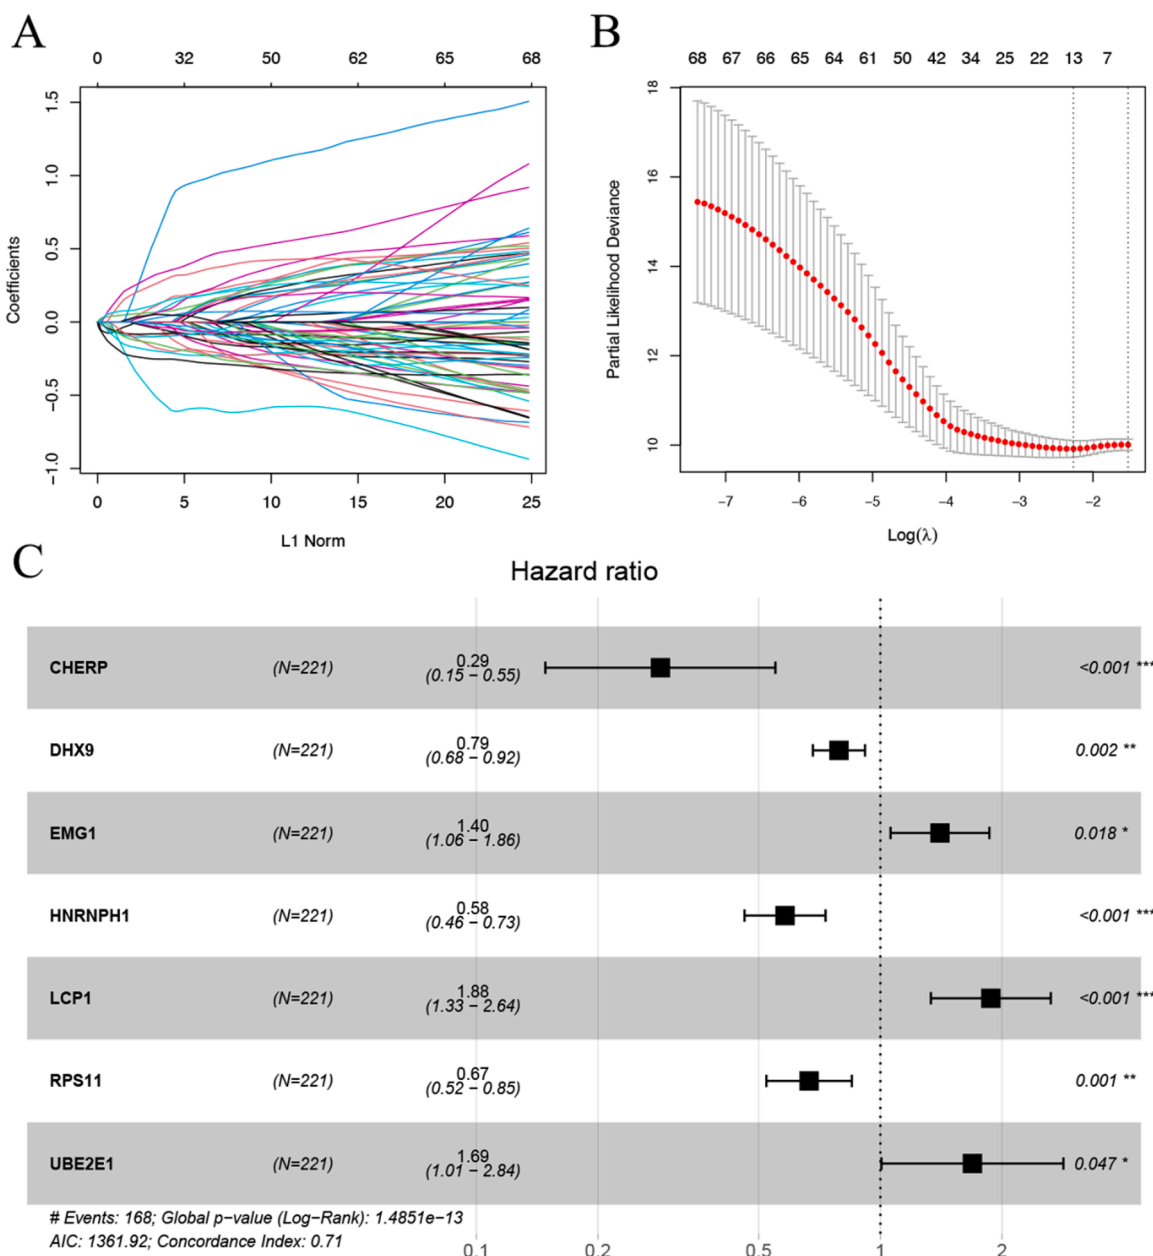 A
0 32 50 62 65 68
1.5
1.0
0.5
0.0
−0.5
−1.0
Coefficients
0 5 10 15 20 25
L1 Norm
B
68 67 66 65 64 61 50 42 34 25 22 13 7
18
16
14
12
10
Partial Likelihood Deviance
−7 −6 −5 −4 −3 −2
Log(λ)
C
Hazard ratio
CHERP (N=221) 0.29 <0.001 ***
(0.15 − 0.55)
DHX9 (N=221) 0.79 0.002 **
(0.68 − 0.92)
EMG1 (N=221) 1.40 0.018 *
(1.06 − 1.86)
HNRNPH1 (N=221) 0.58 <0.001 ***
(0.46 − 0.73)
LCP1 (N=221) 1.88 <0.001 ***
(1.33 − 2.64)
RPS11 (N=221) 0.67 0.001 **
(0.52 − 0.85)
UBE2E1 (N=221) 1.69 0.047 *
(1.01 − 2.84)
# Events: 168; Global p−value (Log−Rank): 1.4851e−13
AIC: 1361.92; Concordance Index: 0.71
0.1 0.2 0.5 1 2